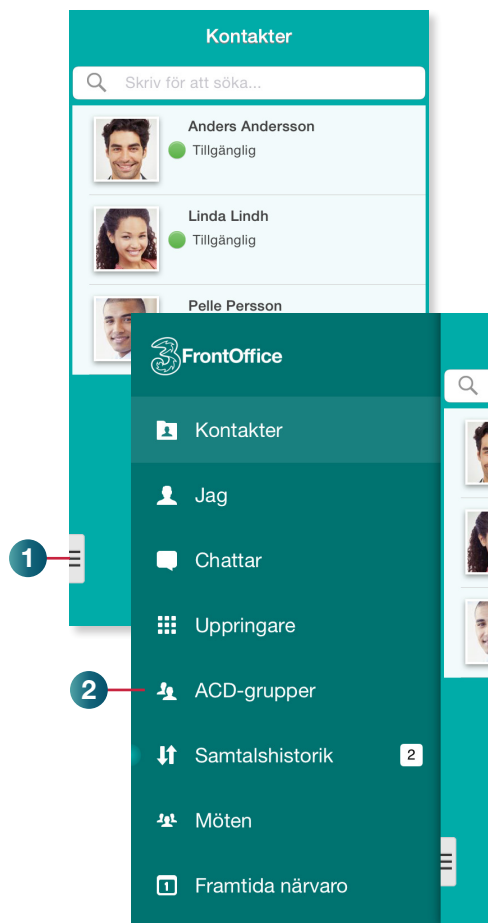 Kontakter
Skriv för att söka...
Anders Andersson
Tillgänglig
Linda Lindh
Tillgänglig
Pelle Persson
3FrontOffice
Kontakter
Jag
1
Chattar
Uppringare
2
ACD-grupper
Samtalshistorik 2
Möten
1
Framtida närvaro